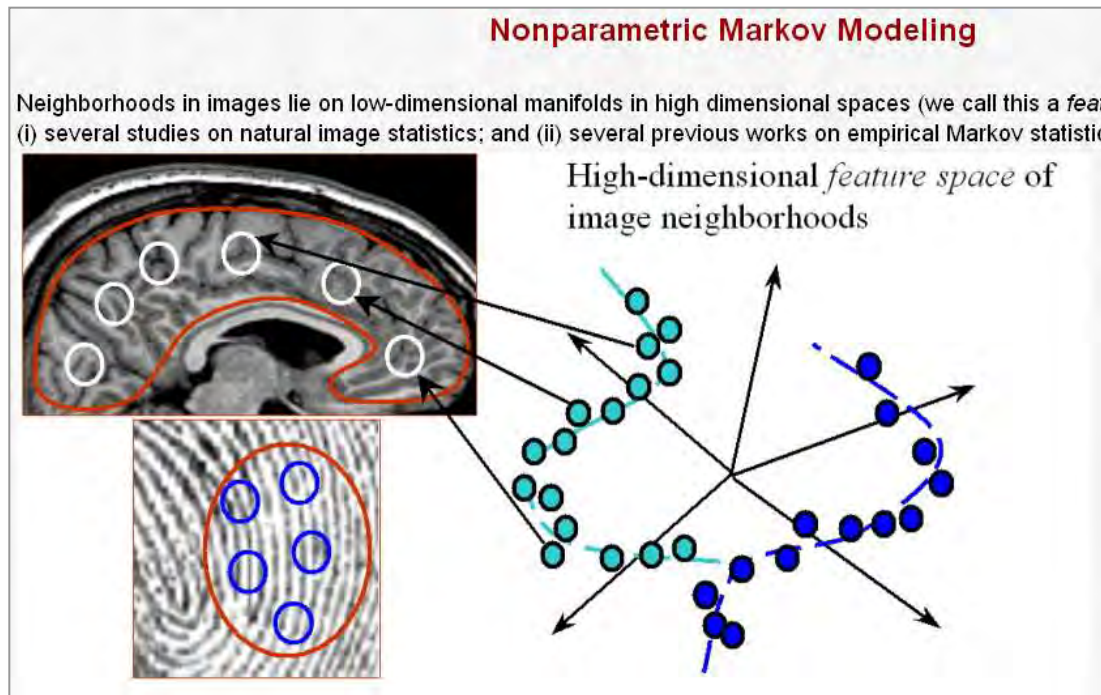 Nonparametric Markov Modeling
Neighborhoods in images lie on low-dimensional manifolds in high dimensional spaces (we call this a
(i) several studies on natural image statistics; and (ii) several previous works on empirical Markov
High-dimensional feature space of
image neighborhoods